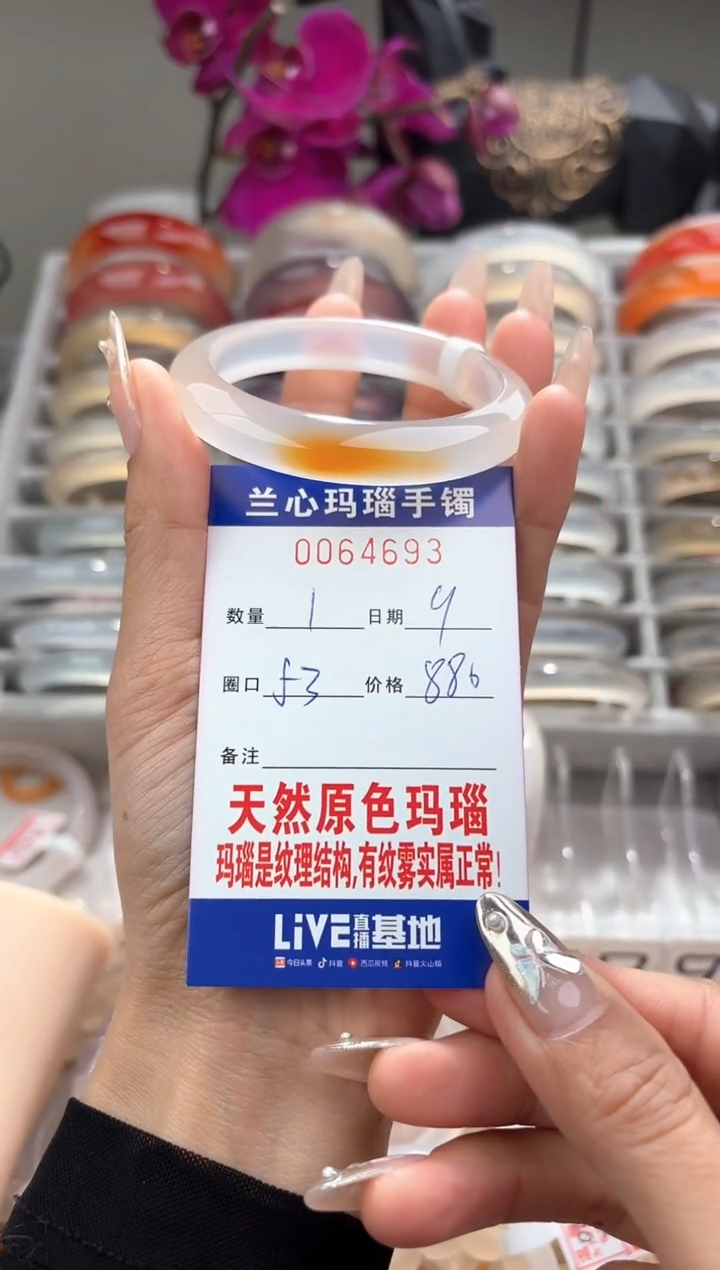 兰心玛瑙手镯
0064693
数量 1 日期 9
圈口 53 价格 886
备注
天然原色玛瑙
玛瑙是纹理结构,有纹雾实属正常!
LiVE直播基地
今日头条 抖音 西瓜视频 抖音火山版